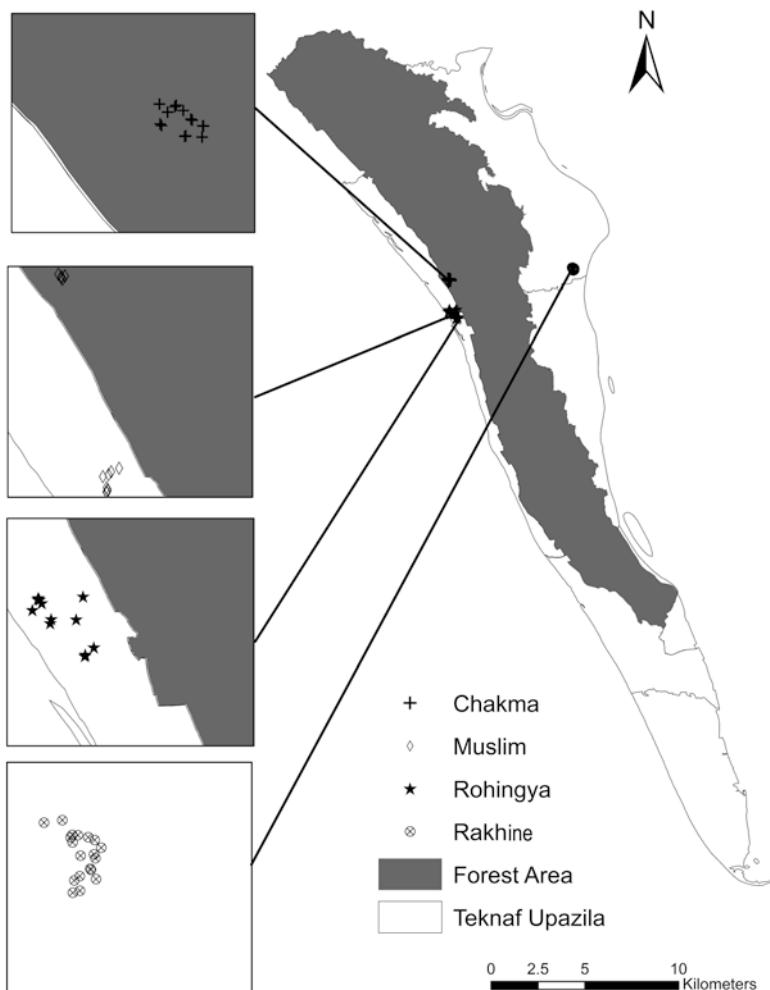 N
Chakma
Muslim
Rohingya
Rakhine
Forest Area
Teknaf Upazila
0 2.5 5 10
Kilometers